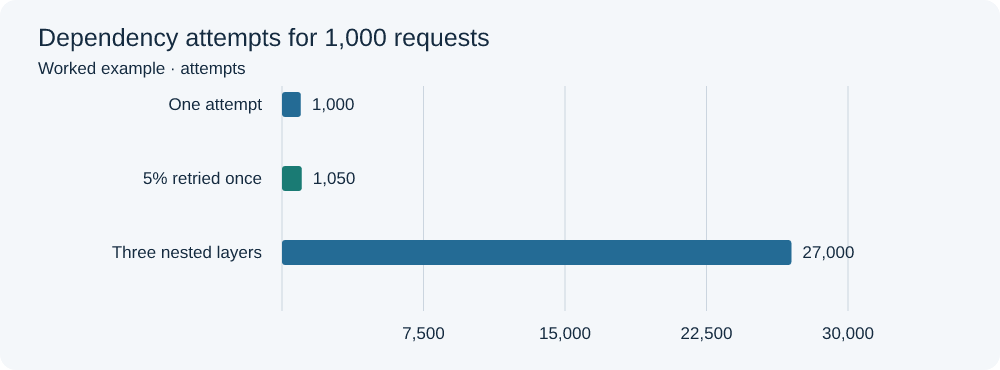 Dependency attempts for 1,000 requests
Worked example · attempts
One attempt 1,000
5% retried once 1,050
Three nested layers 27,000
7,500 15,000 22,500 30,000